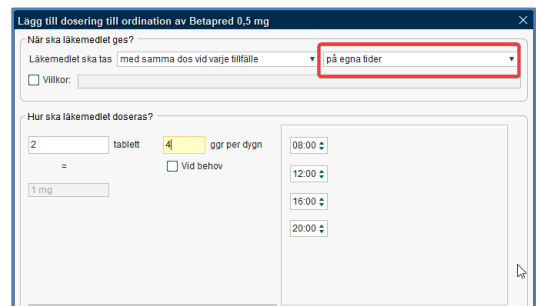 Lägg till dosering till ordination av Betapred 0,5 mg
När ska läkemedlet ges?
Läkemedlet ska tas med samma dos vid varje tillfälle på egna tider
Villkor:
Hur ska läkemedlet doseras?
2 tablett 4 ggr per dygn 08:00
= Vid behov 12:00
1 mg 16:00
20:00